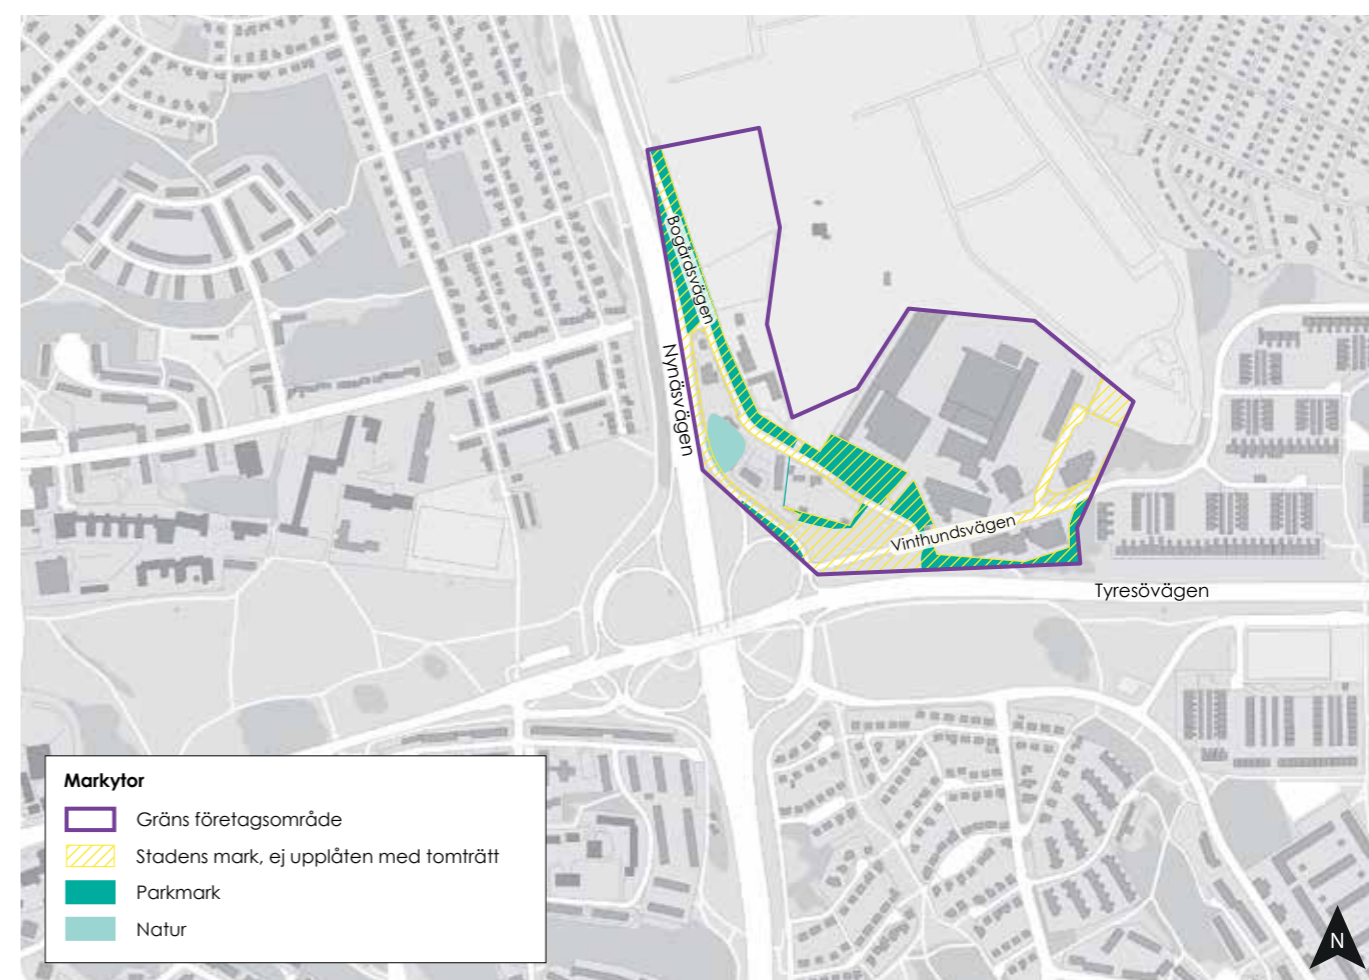 Bogårdsvägen
Nynäsvägen
Vinthundsvägen
Tyresövägen
Markytor
Gräns företagsområde
Stadens mark, ej upplåten med tomträtt
Parkmark
Natur
N